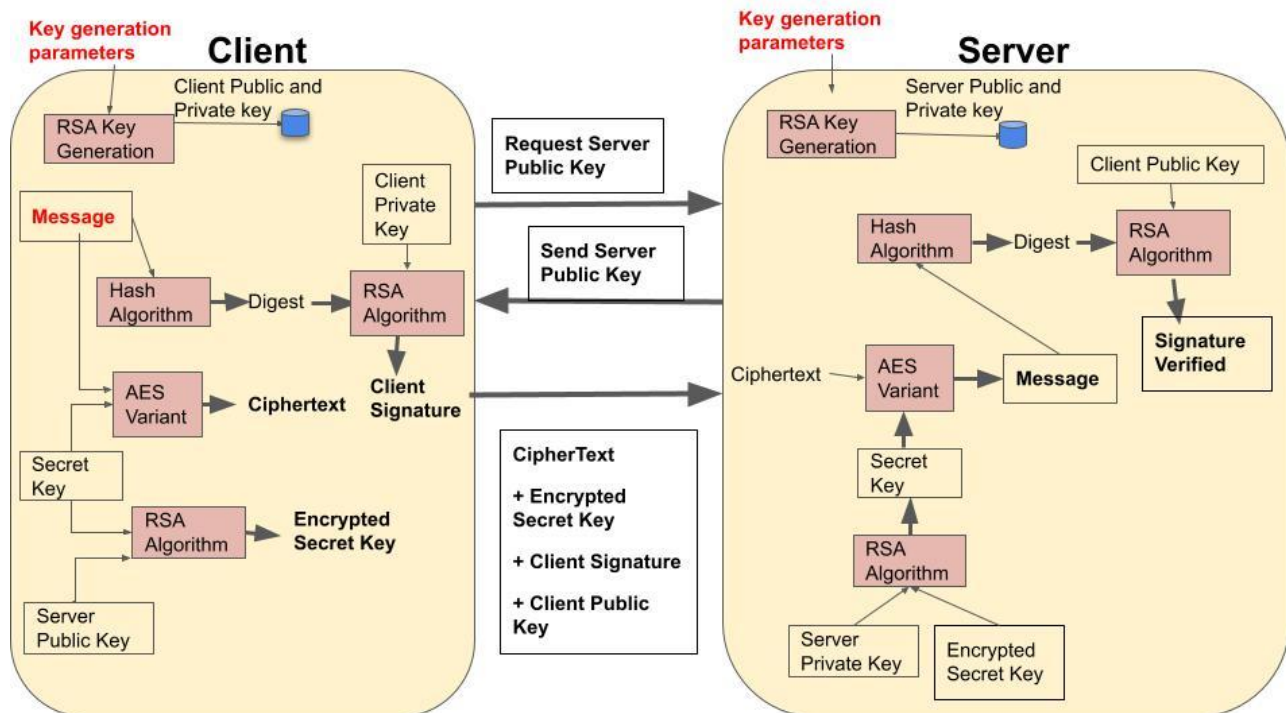 Key generation
parameters
Client
Client Public and
Private key
RSA Key
Generation
Message
Client
Private
Key
Hash
Algorithm
Digest
RSA
Algorithm
AES
Variant
Ciphertext
Client
Signature
Secret
Key
RSA
Algorithm
Encrypted
Secret Key
Server
Public Key
Request Server
Public Key
Send Server
Public Key
CipherText
+ Encrypted
Secret Key
+ Client Signature
+ Client Public
Key
Key generation
parameters
Server
Server Public and
Private key
RSA Key
Generation
Client Public Key
Hash
Algorithm
Digest
RSA
Algorithm
Signature
Verified
Ciphertext
AES
Variant
Message
Secret
Key
RSA
Algorithm
Server
Private Key
Encrypted
Secret Key